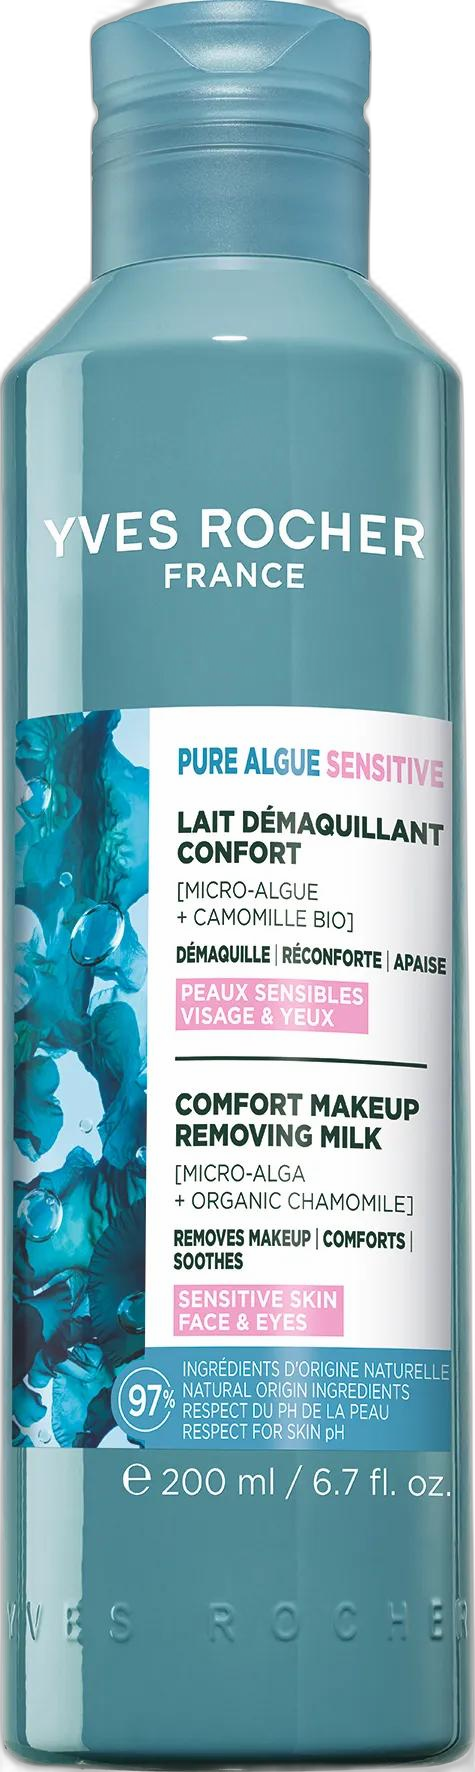 YVES ROCHER
FRANCE
PURE ALGUE SENSITIVE
LAIT DÉMAQUILLANT
CONFORT
[MICRO-ALGUE
+ CAMOMILLE BIO]
DÉMAQUILLE | RÉCONFORTE | APAISE
PEAUX SENSIBLES
VISAGE & YEUX
COMFORT MAKEUP
REMOVING MILK
[MICRO-ALGA
+ ORGANIC CHAMOMILE]
REMOVES MAKEUP | COMFORTS |
SOOTHES
SENSITIVE SKIN
FACE & EYES
97%
INGRÉDIENTS D'ORIGINE NATURELLE
NATURAL ORIGIN INGREDIENTS
RESPECT DU PH DE LA PEAU
RESPECT FOR SKIN pH
℮ 200 ml / 6.7 fl. oz.
YVES ROCHER